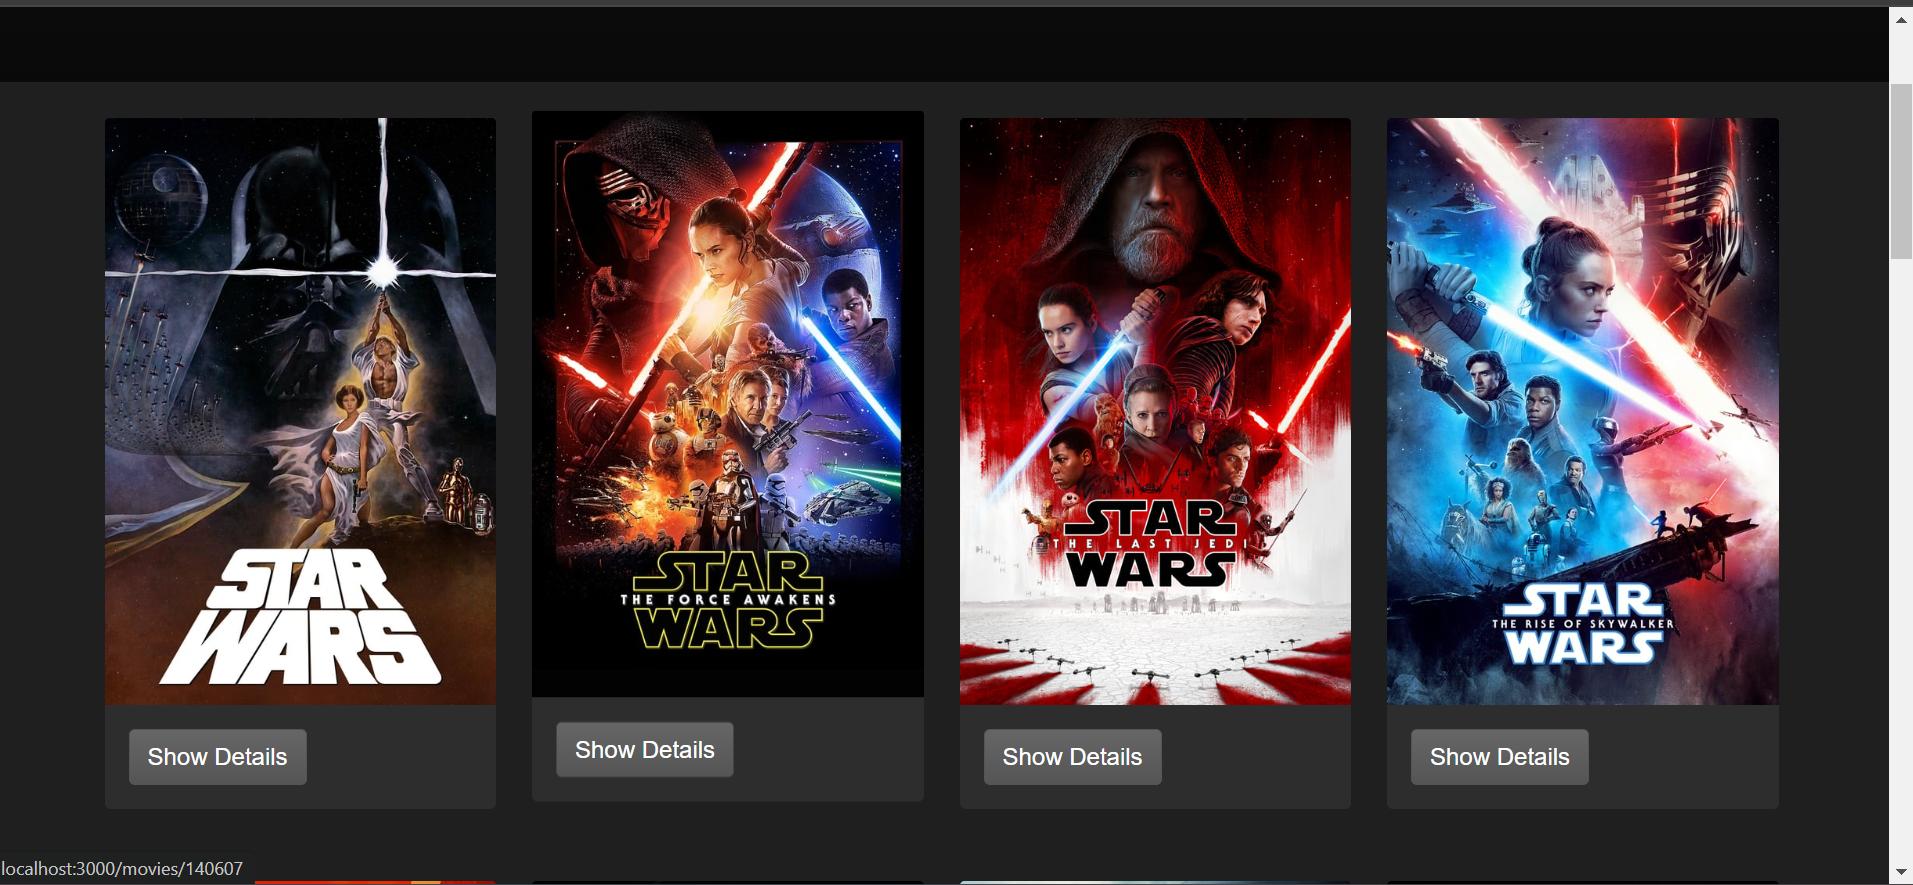 STAR
WARS
Show Details
STAR
THE FORCE AWAKENS
WARS
Show Details
STAR
THE LAST JEDI
WARS
Show Details
STAR
THE RISE OF SKYWALKER
WARS
Show Details
localhost:3000/movies/140607